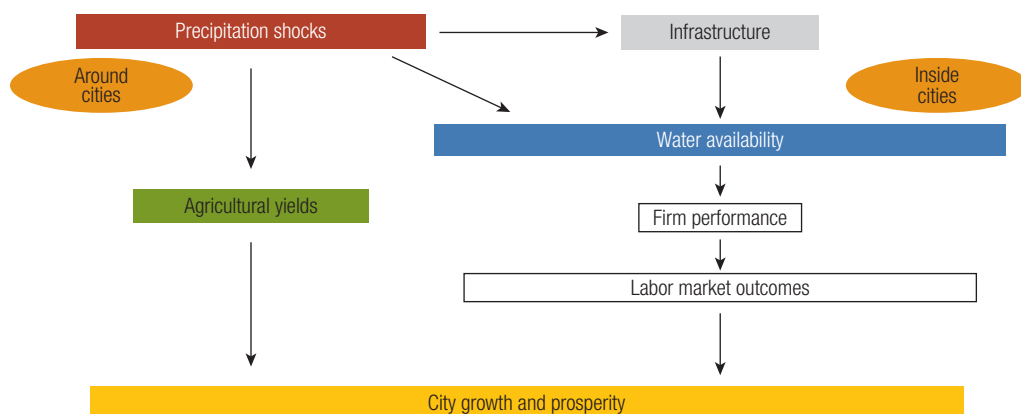 Precipitation shocks
Infrastructure
Around
cities
Inside
cities
Water availability
Agricultural yields
Firm performance
Labor market outcomes
City growth and prosperity